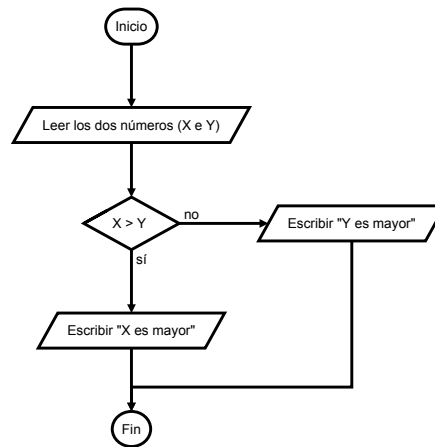 Inicio
Leer los dos números (X e Y)
X > Y
no
Escribir "Y es mayor"
sí
Escribir "X es mayor"
Fin